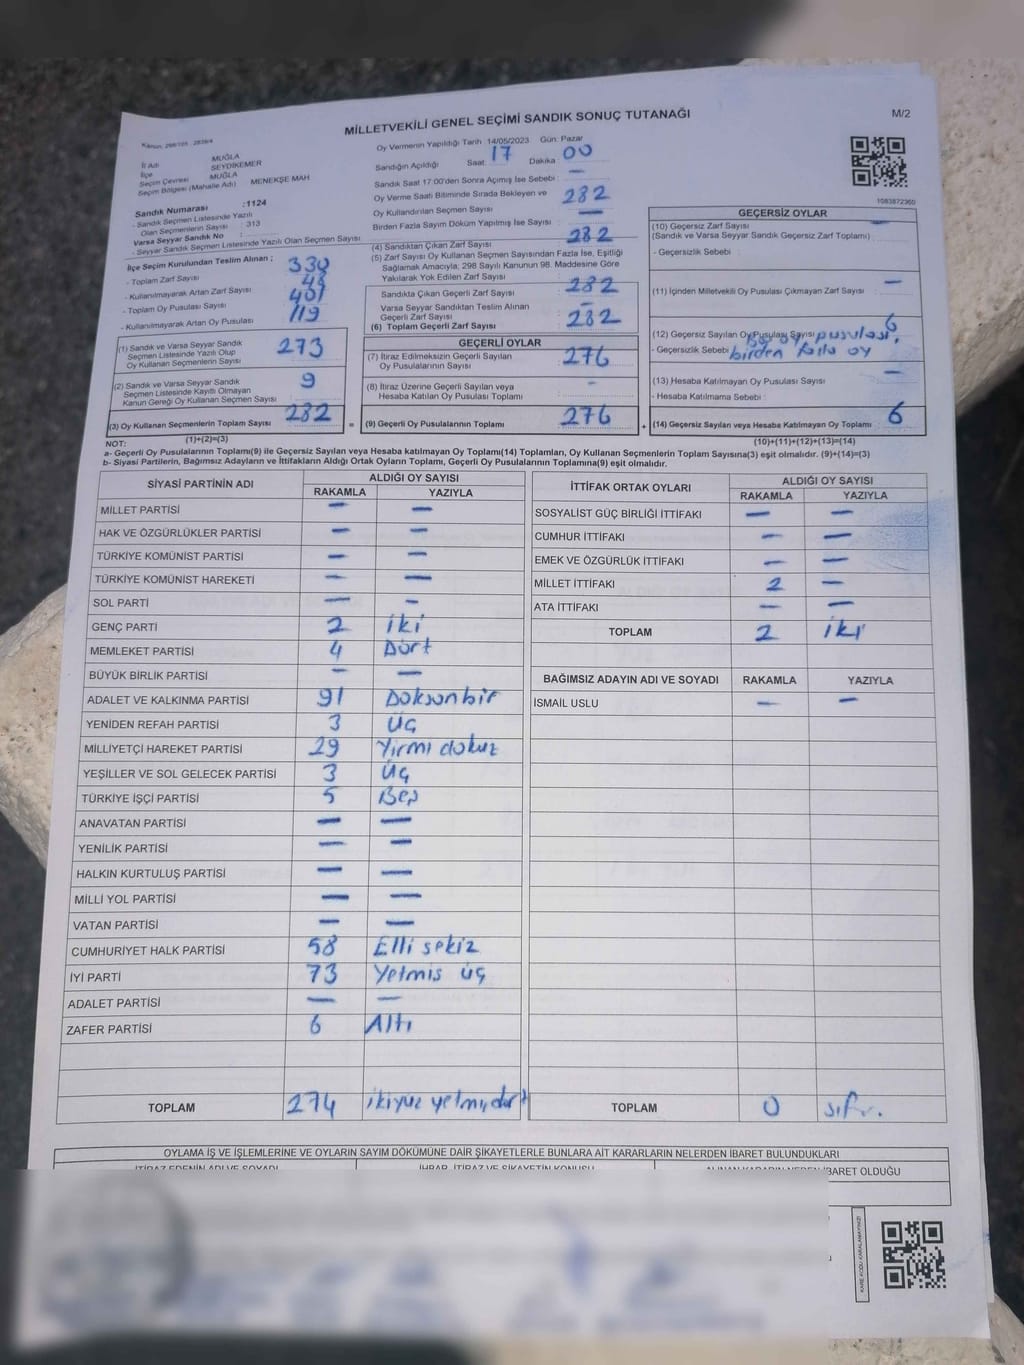 MİLLETVEKİLİ GENEL SEÇİMİ SANDIK SONUÇ TUTANAĞI
M/2
İl Adı MUĞLA
İlçe SEYDİKEMER
Seçim Çevresi MUĞLA
Seçim Bölgesi (Mahalle Adı) MENEKŞE MAH
Sandık Numarası :1124
- Sandık Seçmen Listesinde Yazılı
Olan Seçmenlerin Sayısı : 313
Varsa Seyyar Sandık No
- Seyyar Sandık Seçmen Listesinde Yazılı Olan Seçmen Sayısı
İlçe Seçim Kurulundan Teslim Alınan ;
- Toplam Zarf Sayısı 330
- Kullanılmayarak Artan Zarf Sayısı 48
- Toplam Oy Pusulası Sayısı 401
- Kullanılmayarak Artan Oy Pusulası 119
(1) Sandık ve Varsa Seyyar Sandık
Seçmen Listesinde Yazılı Olup
Oy Kullanan Seçmenlerin Sayısı 273
(2) Sandık ve Varsa Seyyar Sandık
Seçmen Listesinde Kayıtlı Olmayan
Kanun Gereği Oy Kullanan Seçmen Sayısı 9
(3) Oy Kullanan Seçmenlerin Toplam Sayısı 282
Oy Vermenin Yapıldığı Tarih 14/05/2023 Gün: Pazar
Sandığın Açıldığı Saat: 17 Dakika 00
Sandık Saat 17:00'den Sonra Açılmış İse Sebebi : —
Oy Verme Saati Bitiminde Sırada Bekleyen ve
Oy Kullandırılan Seçmen Sayısı 282
Birden Fazla Sayım Döküm Yapılmış İse Sayısı —
(4) Sandıktan Çıkan Zarf Sayısı 282
(5) Zarf Sayısı Oy Kullanan Seçmen Sayısından Fazla İse, Eşitliği
Sağlamak Amacıyla; 298 Sayılı Kanunun 98. Maddesine Göre
Yakılarak Yok Edilen Zarf Sayısı :
Sandıkta Çıkan Geçerli Zarf Sayısı 282
Varsa Seyyar Sandıktan Teslim Alınan
Geçerli Zarf Sayısı —
(6) Toplam Geçerli Zarf Sayısı 282
GEÇERLİ OYLAR
(7) İtiraz Edilmeksizin Geçerli Sayılan
Oy Pusulalarının Sayısı 276
(8) İtiraz Üzerine Geçerli Sayılan veya
Hesaba Katılan Oy Pusulası Toplamı -
= (9) Geçerli Oy Pusulalarının Toplamı 276
1083872360
GEÇERSİZ OYLAR
(10) Geçersiz Zarf Sayısı
(Sandık ve Varsa Seyyar Sandık Geçersiz Zarf Toplamı) —
- Geçersizlik Sebebi :
(11) İçinden Milletvekili Oy Pusulası Çıkmayan Zarf Sayısı —
(12) Geçersiz Sayılan Oy Pusulası Sayısı 6
- Geçersizlik Sebebi pusulası, birden fazla oy
(13) Hesaba Katılmayan Oy Pusulası Sayısı —
- Hesaba Katılmama Sebebi :
+ (14) Geçersiz Sayılan veya Hesaba Katılmayan Oy Toplamı 6
(1)+(2)=(3)
(10)+(11)+(12)+(13)=(14)
NOT:
a- Geçerli Oy Pusulalarının Toplamı(9) ile Geçersiz Sayılan veya Hesaba katılmayan Oy Toplamı(14) Toplamları, Oy Kullanan Seçmenlerin Toplam Sayısına(3) eşit olmalıdır. (9)+(14)=(3)
b- Siyasi Partilerin, Bağımsız Adayların ve İttifakların Aldığı Ortak Oyların Toplamı, Geçerli Oy Pusulalarının Toplamına(9) eşit olmalıdır.
SİYASİ PARTİNİN ADI
ALDIĞI OY SAYISI
RAKAMLA YAZIYLA
MİLLET PARTİSİ — —
HAK VE ÖZGÜRLÜKLER PARTİSİ — —
TÜRKİYE KOMÜNİST PARTİSİ — —
TÜRKİYE KOMÜNİST HAREKETİ — —
SOL PARTİ — —
GENÇ PARTİ 2 iki
MEMLEKET PARTİSİ 4 Dört
BÜYÜK BİRLİK PARTİSİ — —
ADALET VE KALKINMA PARTİSİ 91 Doksan bir
YENİDEN REFAH PARTİSİ 3 Üç
MİLLİYETÇİ HAREKET PARTİSİ 29 Yirmi dokuz
YEŞİLLER VE SOL GELECEK PARTİSİ 3 Üç
TÜRKİYE İŞÇİ PARTİSİ 5 Beş
ANAVATAN PARTİSİ — —
YENİLİK PARTİSİ — —
HALKIN KURTULUŞ PARTİSİ — —
MİLLİ YOL PARTİSİ — —
VATAN PARTİSİ — —
CUMHURİYET HALK PARTİSİ 58 Elli sekiz
İYİ PARTİ 73 Yetmis üç
ADALET PARTİSİ — —
ZAFER PARTİSİ 6 Altı
TOPLAM 274 ikiyüz yetmiş dört
İTTİFAK ORTAK OYLARI
ALDIĞI OY SAYISI
RAKAMLA YAZIYLA
SOSYALİST GÜÇ BİRLİĞİ İTTİFAKI — —
CUMHUR İTTİFAKI — —
EMEK VE ÖZGÜRLÜK İTTİFAKI — —
MİLLET İTTİFAKI 2 —
ATA İTTİFAKI — —
TOPLAM 2 iki
BAĞIMSIZ ADAYIN ADI VE SOYADI RAKAMLA YAZIYLA
İSMAİL USLU — —
TOPLAM 0 sıfır.
OYLAMA İŞ VE İŞLEMLERİNE VE OYLARIN SAYIM DÖKÜMÜNE DAİR ŞİKAYETLERLE BUNLARA AİT KARARLARIN NELERDEN İBARET BULUNDUKLARI
İTİRAZ EDENİN ADI VE SOYADI İHBAR, İTİRAZ VE ŞİKAYETİN KONUSU ALINAN KARARIN NEDEN İBARET OLDUĞU
KARE KODU KARALAMAYINIZ!